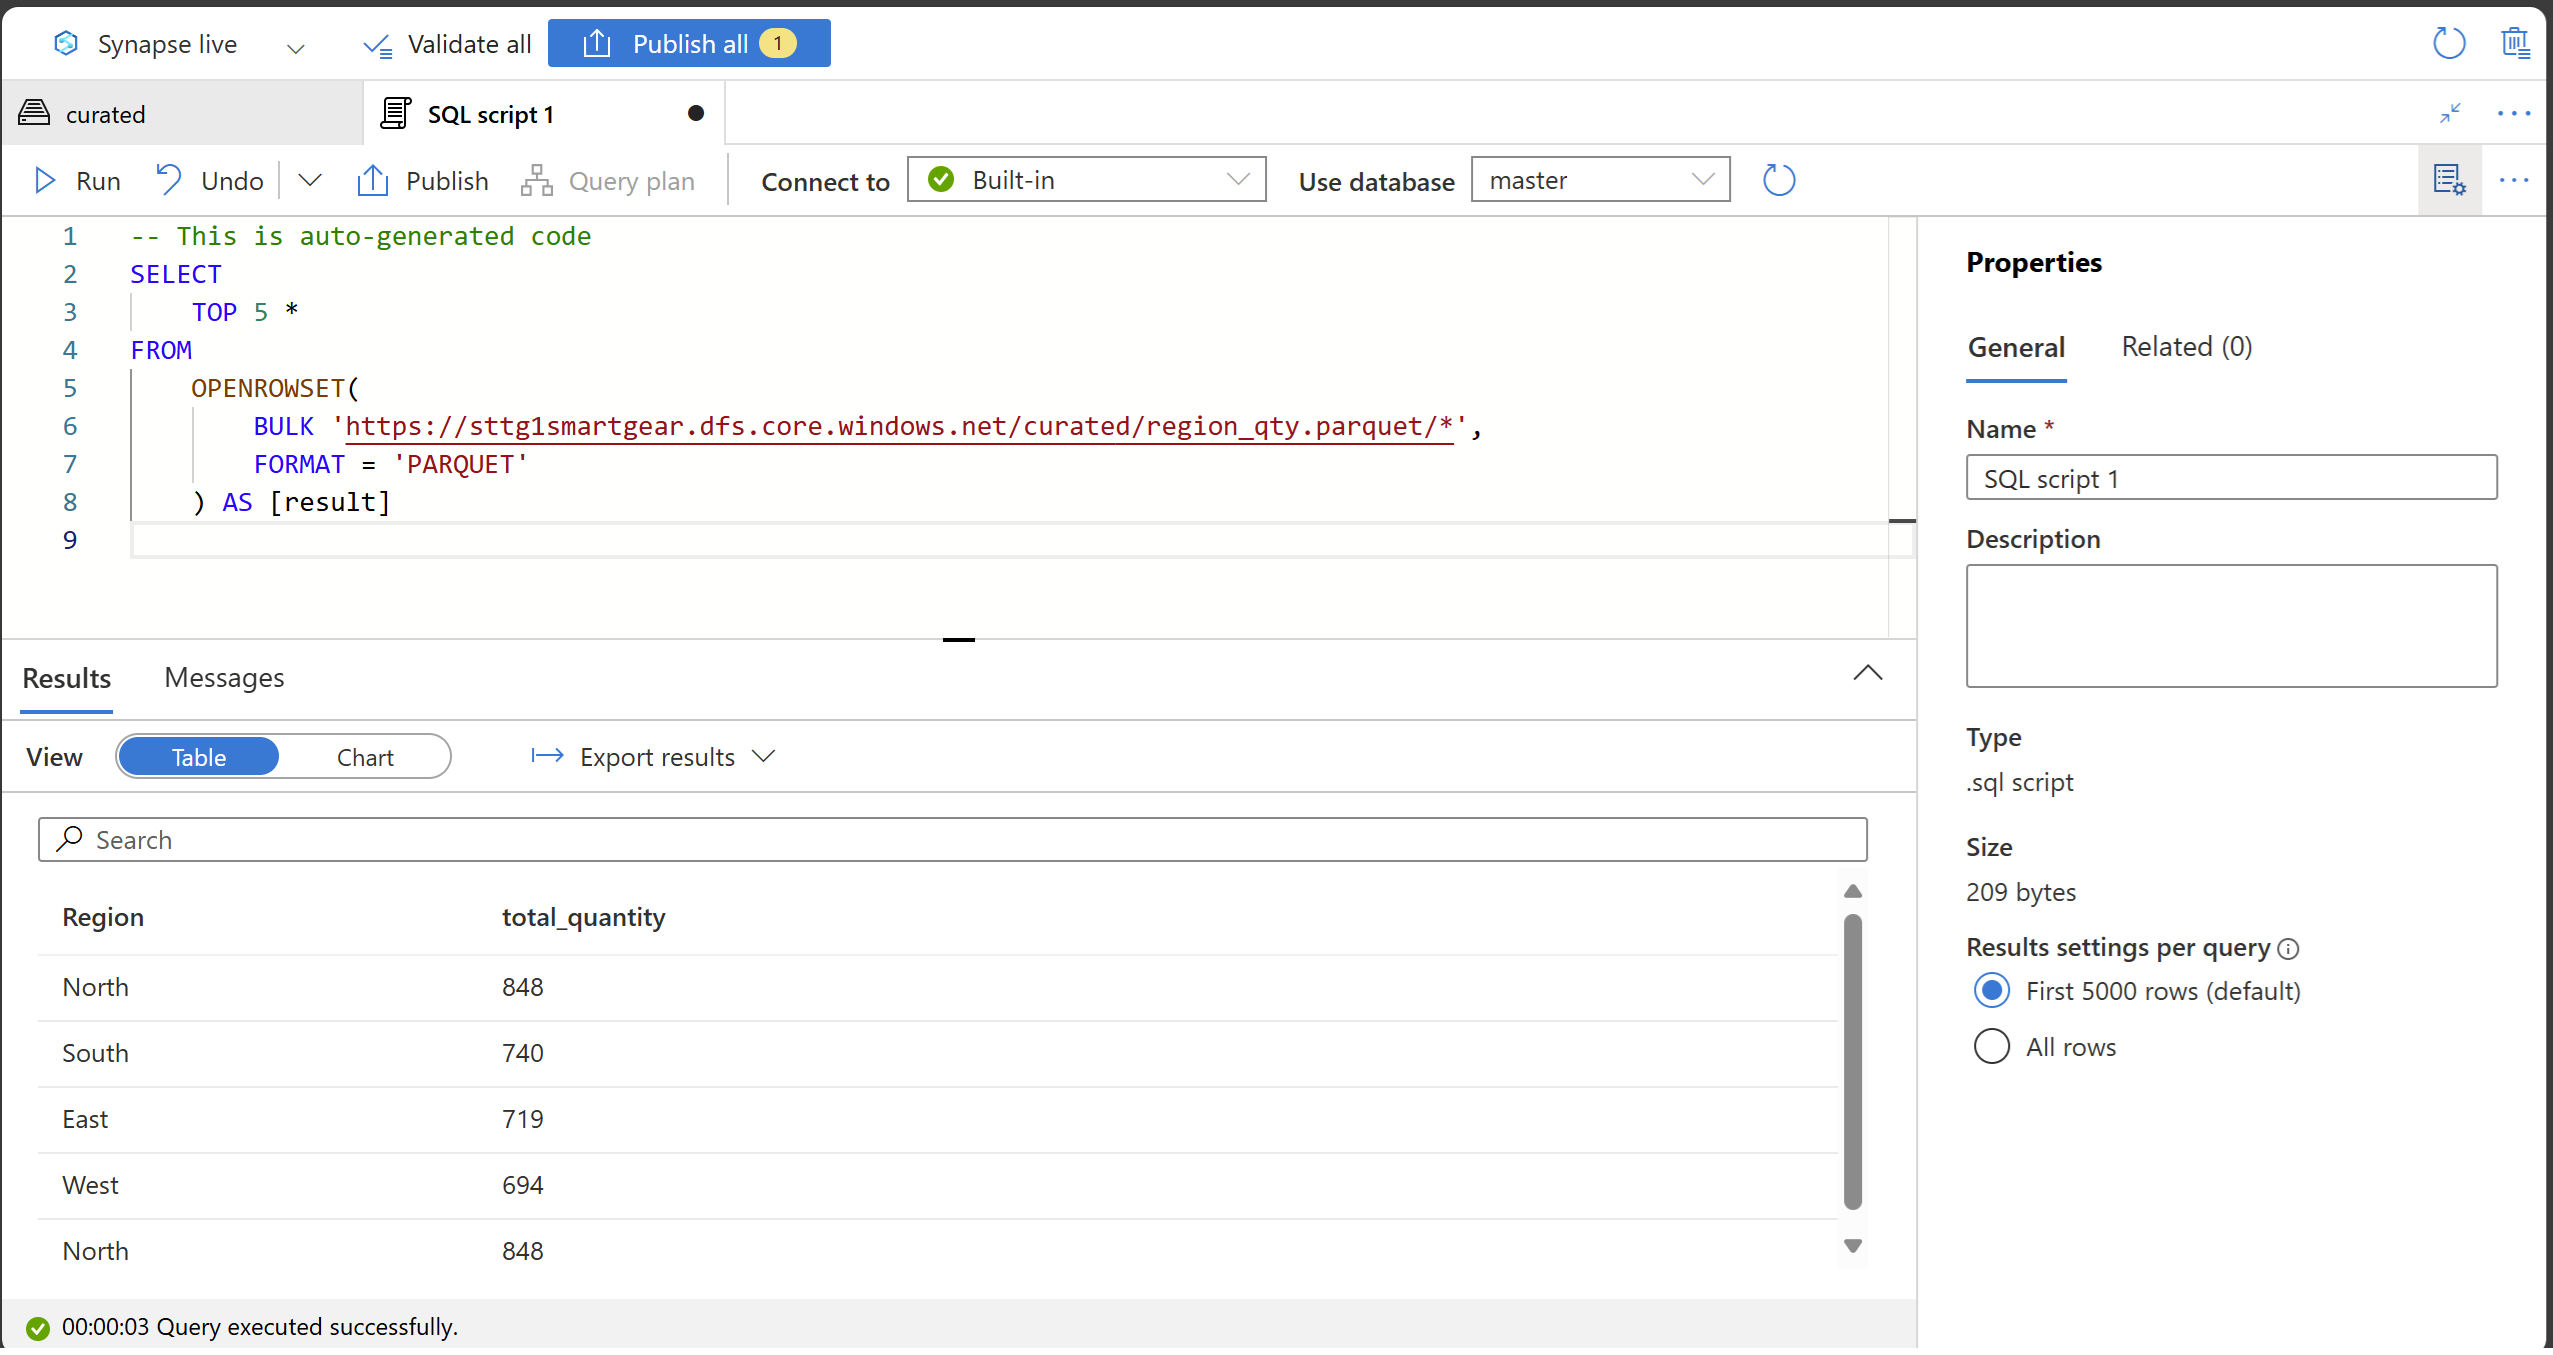 Synapse live Validate all Publish all 1
curated SQL script 1
Run Undo Publish Query plan Connect to Built-in Use database master
1 -- This is auto-generated code
2 SELECT
3 TOP 5 *
4 FROM
5 OPENROWSET(
6 BULK 'https://sttg1smartgear.dfs.core.windows.net/curated/region_qty.parquet/*',
7 FORMAT = 'PARQUET'
8 ) AS [result]
9
Results Messages
View Table Chart Export results
Search
Region total_quantity
North 848
South 740
East 719
West 694
North 848
00:00:03 Query executed successfully.
Properties
General Related (0)
Name *
SQL script 1
Description
Type
.sql script
Size
209 bytes
Results settings per query
First 5000 rows (default)
All rows